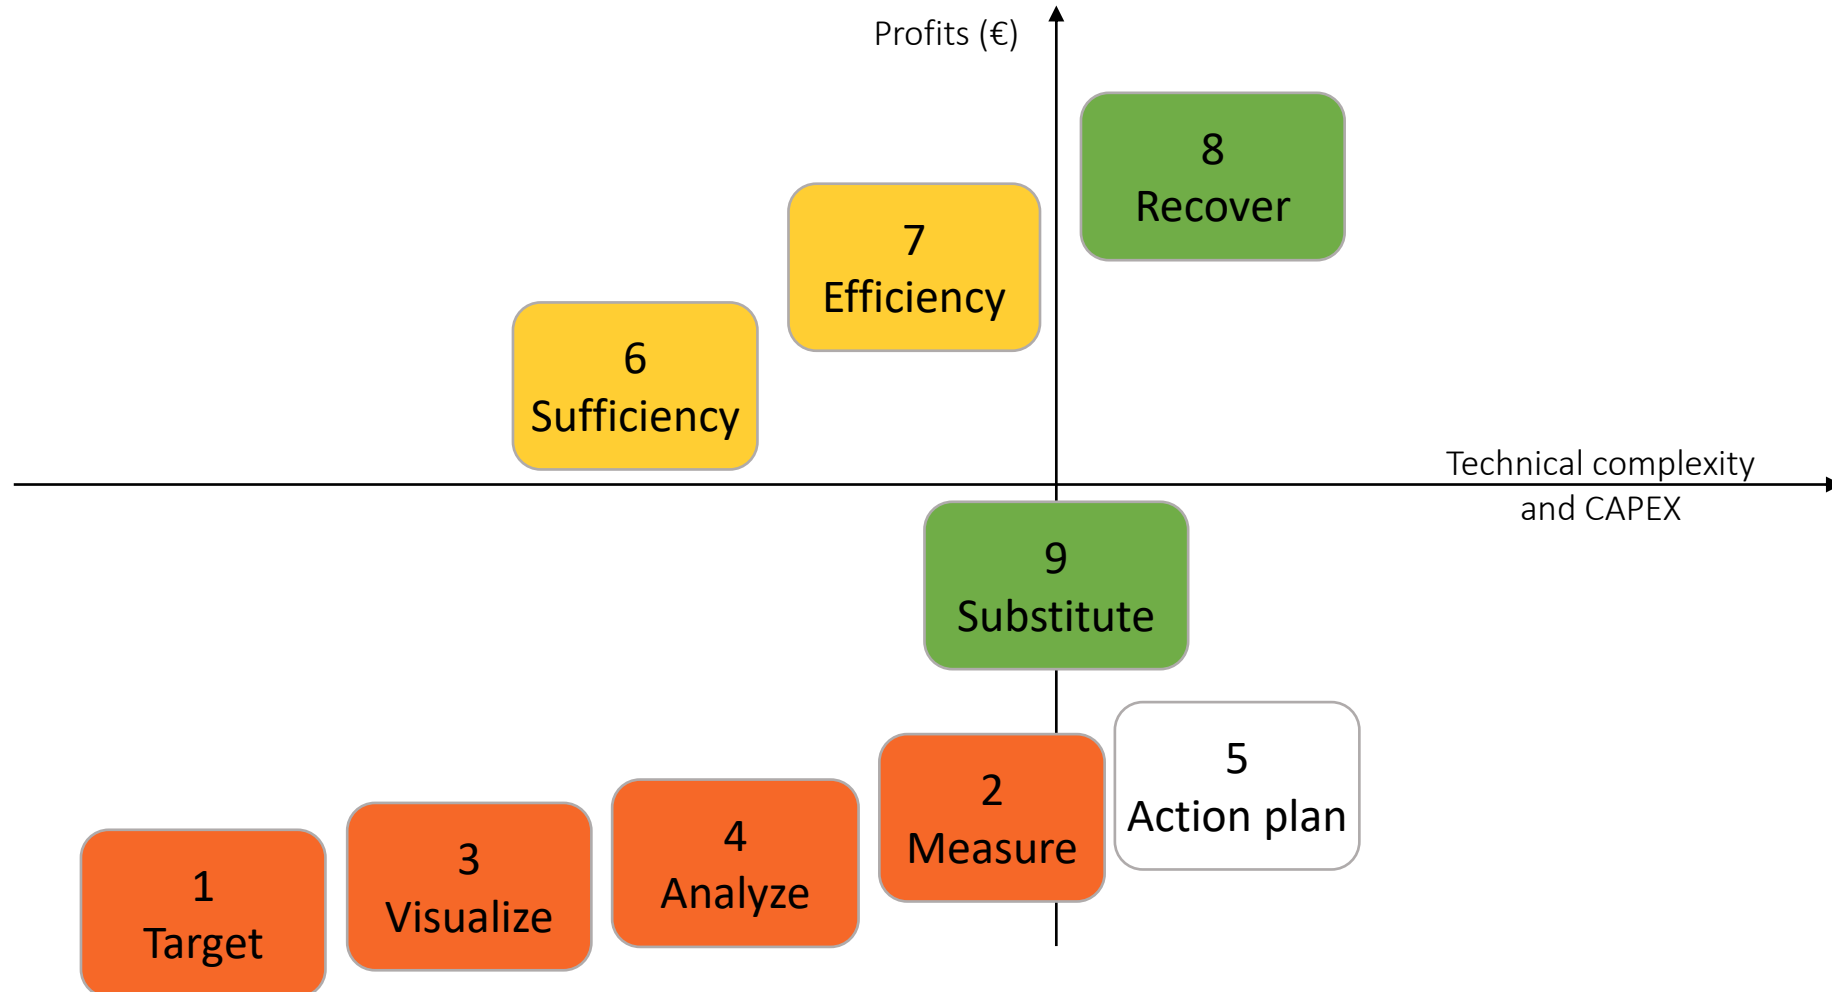 Profits (€)
8
Recover
7
Efficiency
6
Sufficiency
Technical complexity
and CAPEX
9
Substitute
5
Action plan
2
Measure
4
Analyze
3
Visualize
1
Target